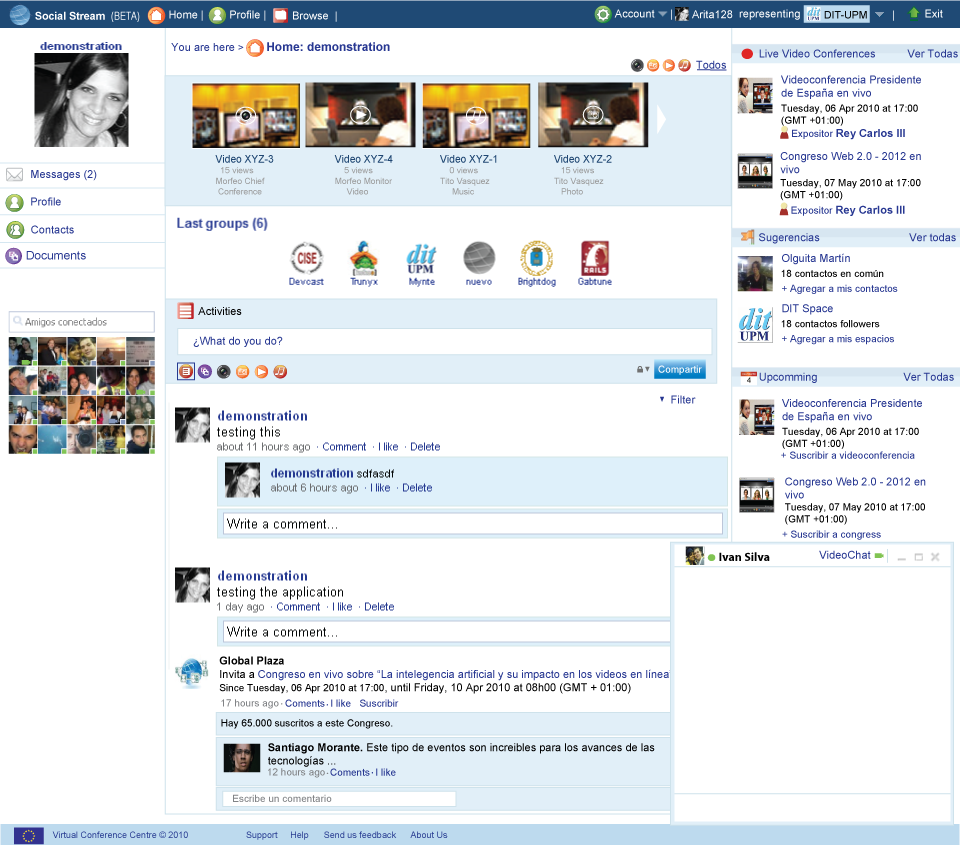 Social Stream (BETA) Home | Profile | Browse | Account | Arita128 representing dit UPM DIT-UPM | Exit
demonstration
Messages (2)
Profile
Contacts
Documents
Amigos conectados
You are here > Home: demonstration
Todos
Video XYZ-3
15 views
Morfeo Chief
Conference
Video XYZ-4
5 views
Morfeo Monitor
Video
Video XYZ-1
0 views
Tito Vasquez
Music
Video XYZ-2
15 views
Tito Vasquez
Photo
Last groups (6)
CISE
Devcast
Trunyx
dit
UPM
Mynte
nuevo
Brightdog
RAILS
Gabtune
Activities
¿What do you do?
Compartir
Filter
demonstration
testing this
about 11 hours ago · Comment · I like · Delete
demonstration sdfasdf
about 6 hours ago · I like · Delete
Write a comment...
demonstration
testing the application
1 day ago · Comment · I like · Delete
Write a comment...
Global Plaza
Invita a Congreso en vivo sobre “La intelegencia artificial y su impacto en los videos en línea
Since Tuesday, 06 Apr 2010 at 17:00, until Friday, 10 Apr 2010 at 08h00 (GMT + 01:00)
17 hours ago · Coments · I like Suscribir
Hay 65.000 suscritos a este Congreso.
Santiago Morante. Este tipo de eventos son increibles para los avances de las
tecnologías ...
12 hours ago · Coments · I like
Escribe un comentario
Live Video Conferences Ver Todas
Videoconferencia Presidente
de España en vivo
Tuesday, 06 Apr 2010 at 17:00
(GMT +01:00)
Expositor Rey Carlos III
Congreso Web 2.0 - 2012 en
vivo
Tuesday, 07 May 2010 at 17:00
(GMT +01:00)
Expositor Rey Carlos III
Sugerencias Ver todas
Olguita Martín
18 contactos en común
+ Agregar a mis contactos
dit
UPM
DIT Space
18 contactos followers
+ Agregar a mis espacios
4 Upcomming Ver Todas
Videoconferencia Presidente
de España en vivo
Tuesday, 06 Apr 2010 at 17:00
(GMT +01:00)
+ Suscribir a videoconferencia
Congreso Web 2.0 - 2012 en
vivo
Tuesday, 07 May 2010 at 17:00
(GMT +01:00)
+ Suscribir a congress
Ivan Silva VideoChat
Virtual Conference Centre © 2010 Support Help Send us feedback About Us